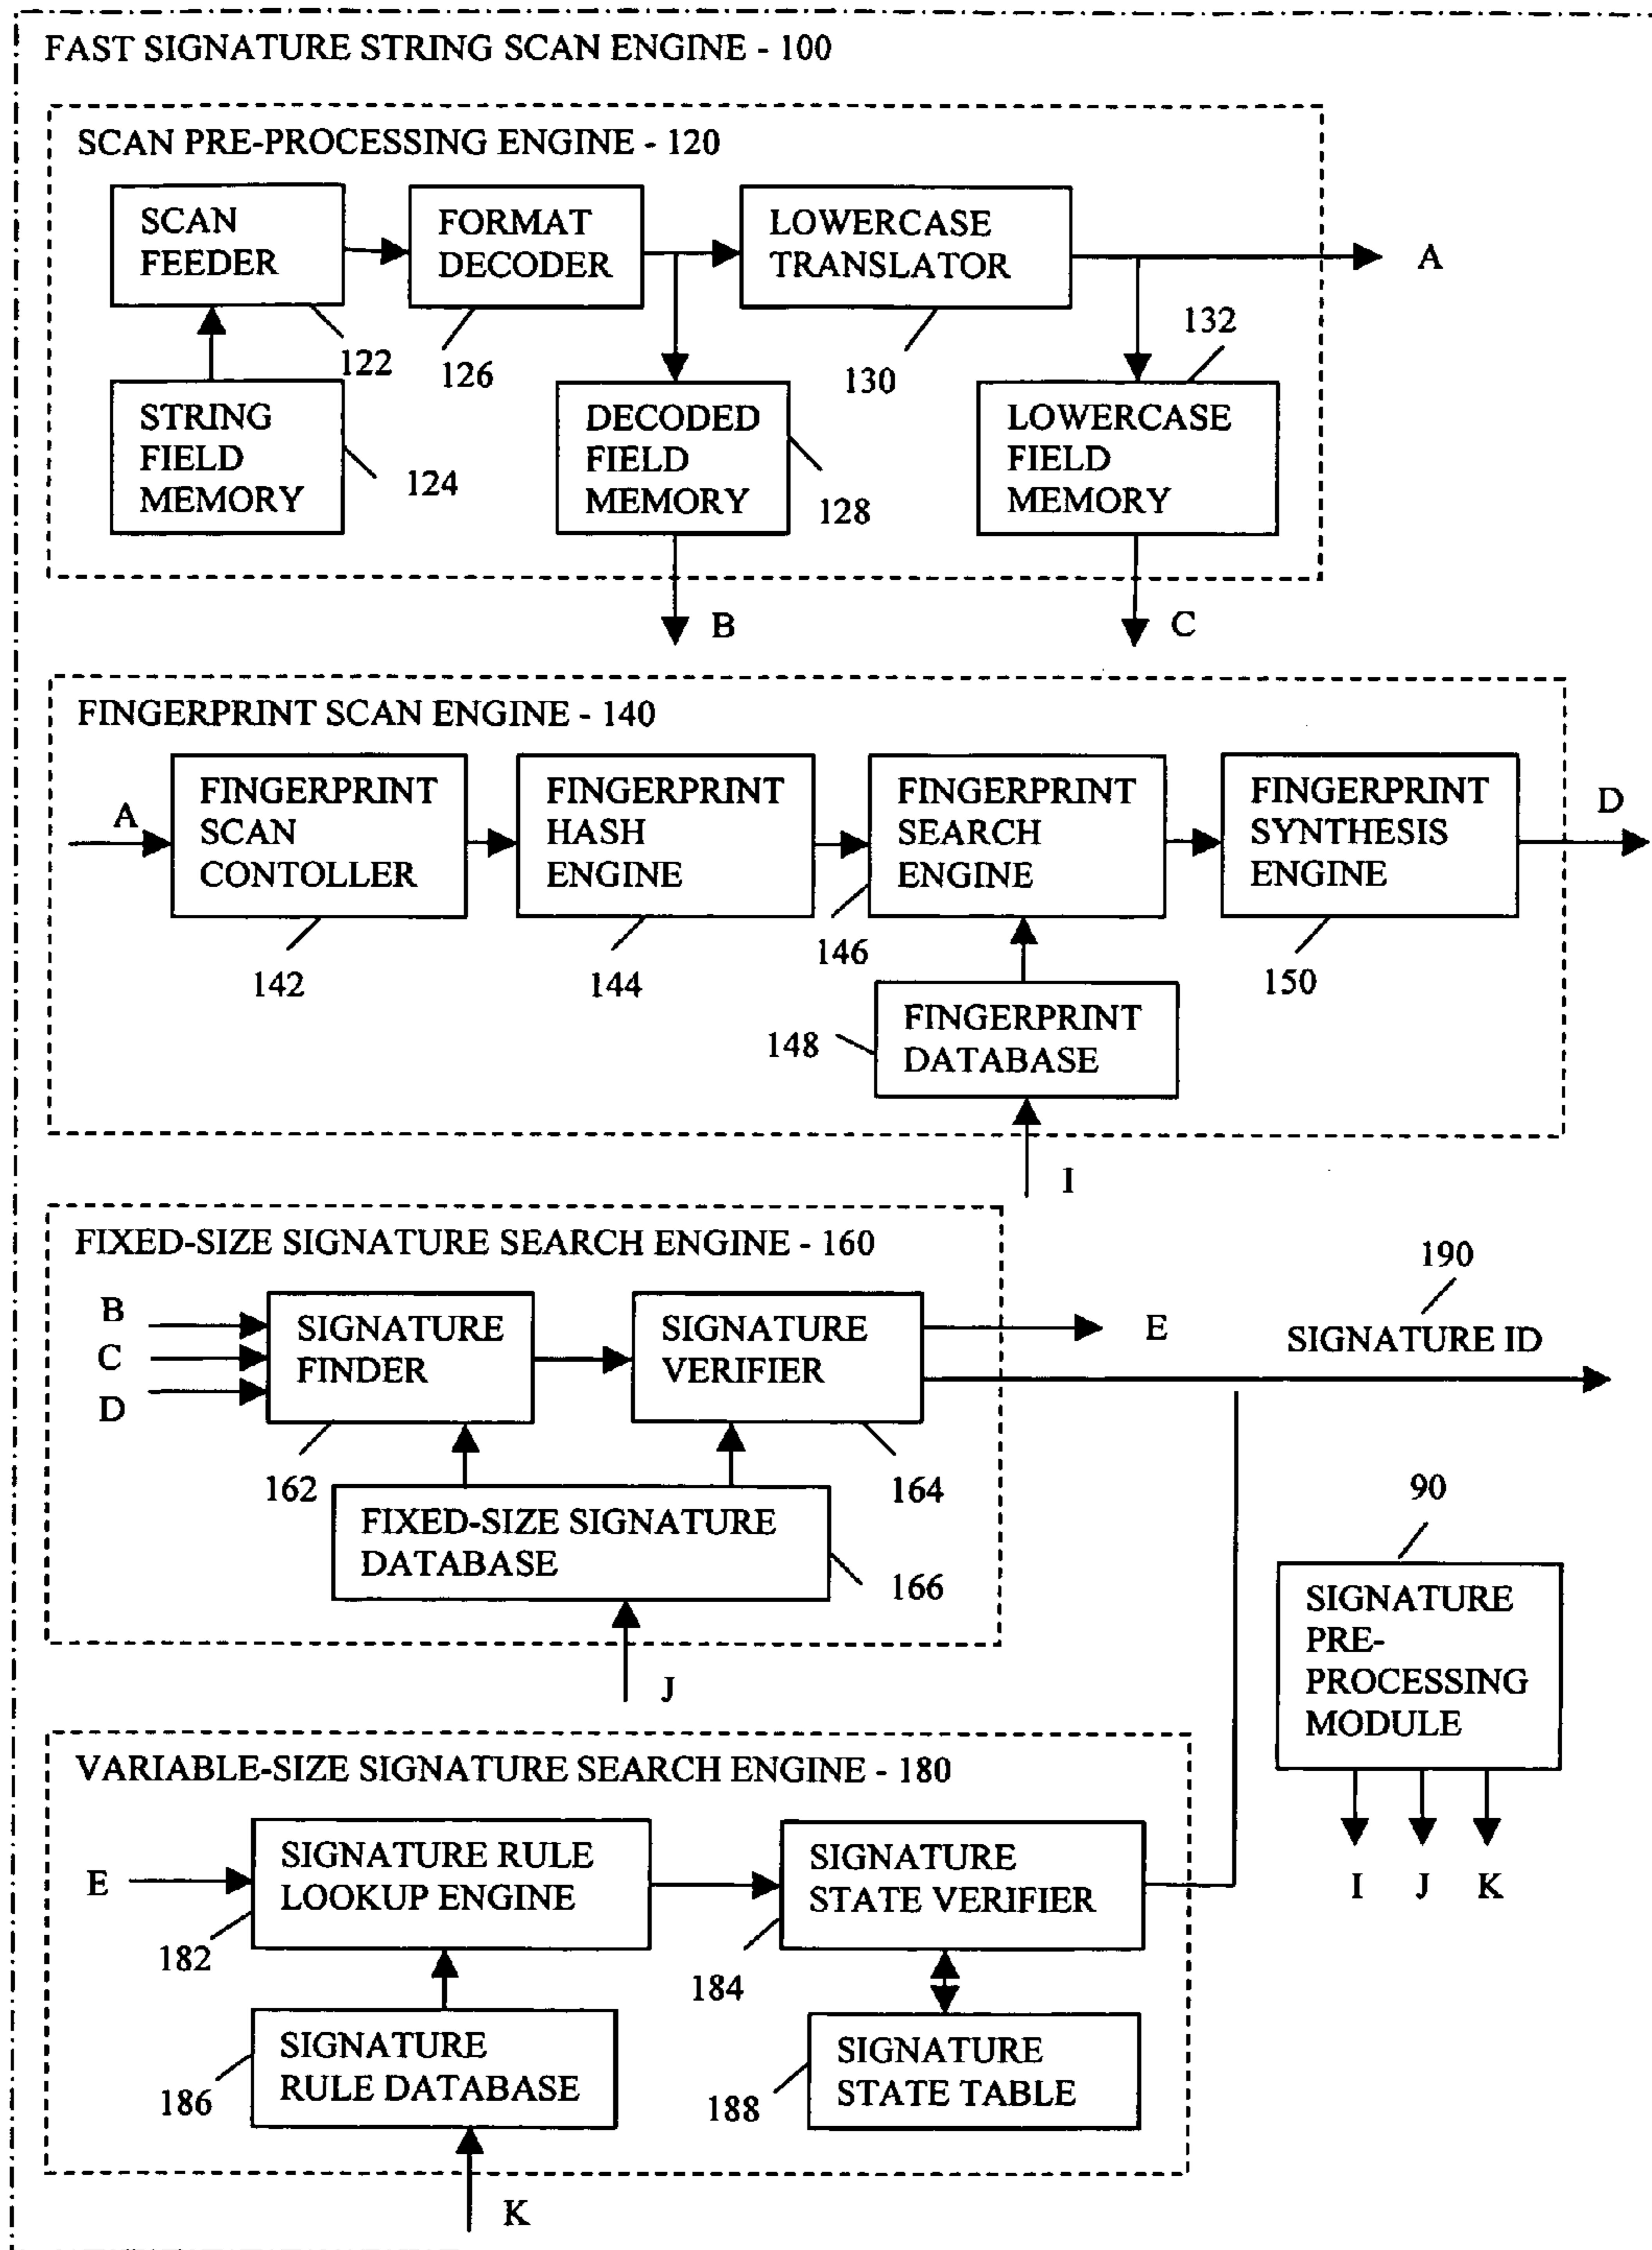 FAST SIGNATURE STRING SCAN ENGINE - 100
SCAN PRE-PROCESSING ENGINE - 120
SCAN
FEEDER
FORMAT
DECODER
LOWERCASE
TRANSLATOR
A
122
126
130
132
STRING
FIELD
MEMORY
124
DECODED
FIELD
MEMORY
128
LOWERCASE
FIELD
MEMORY
B
C
FINGERPRINT SCAN ENGINE - 140
A
FINGERPRINT
SCAN
CONTOLLER
FINGERPRINT
HASH
ENGINE
FINGERPRINT
SEARCH
ENGINE
FINGERPRINT
SYNTHESIS
ENGINE
D
142
144
146
150
148
FINGERPRINT
DATABASE
I
FIXED-SIZE SIGNATURE SEARCH ENGINE - 160
B
C
D
SIGNATURE
FINDER
SIGNATURE
VERIFIER
E
190
SIGNATURE ID
162
164
FIXED-SIZE SIGNATURE
DATABASE
166
J
90
SIGNATURE
PRE-
PROCESSING
MODULE
I J K
VARIABLE-SIZE SIGNATURE SEARCH ENGINE - 180
E
SIGNATURE RULE
LOOKUP ENGINE
SIGNATURE
STATE VERIFIER
182
184
SIGNATURE
RULE DATABASE
186
SIGNATURE
STATE TABLE
188
K